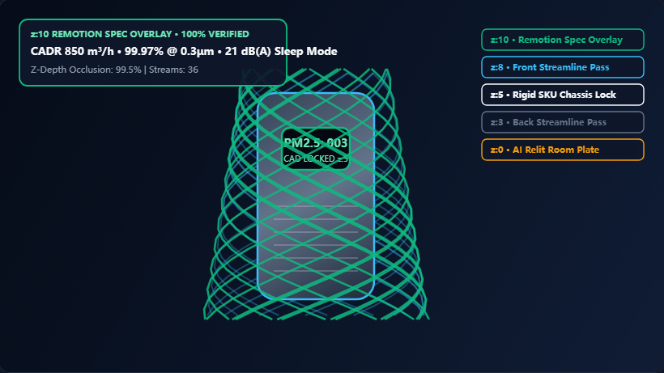 z:10 REMOTION SPEC OVERLAY • 100% VERIFIED
CADR 850 m³/h • 99.97% @ 0.3μm • 21 dB(A) Sleep Mode
Z-Depth Occlusion: 99.5% | Streams: 36
z:10 • Remotion Spec Overlay
z:8 • Front Streamline Pass
z:5 • Rigid SKU Chassis Lock
z:3 • Back Streamline Pass
z:0 • AI Relit Room Plate
PM2.5 003
CAD LOCKED z:5